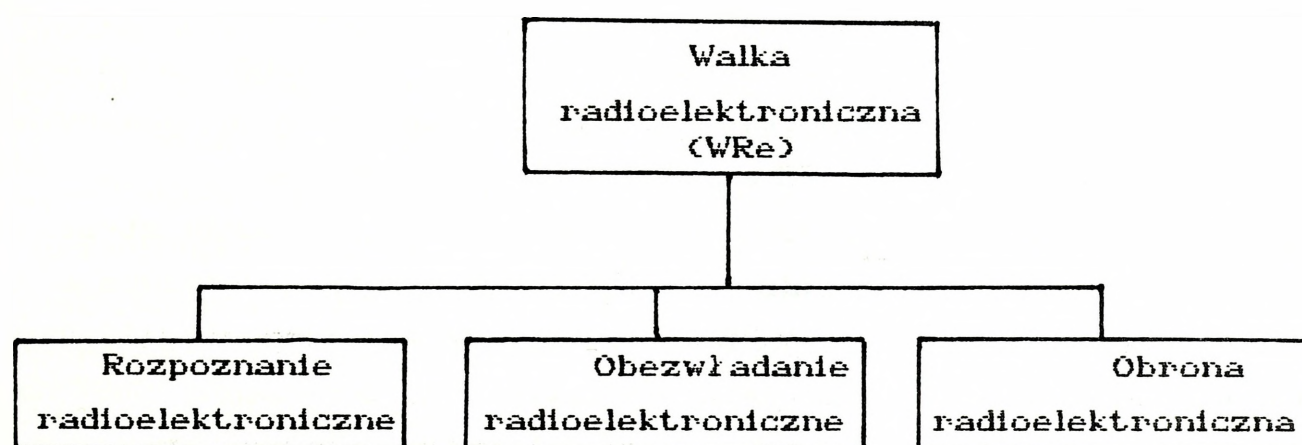 Walka
radioelektroniczna
(WRe)
Rozpoznanie
radioelektroniczne
Obezwładanie
radioelektroniczne
Obrona
radioelektroniczna